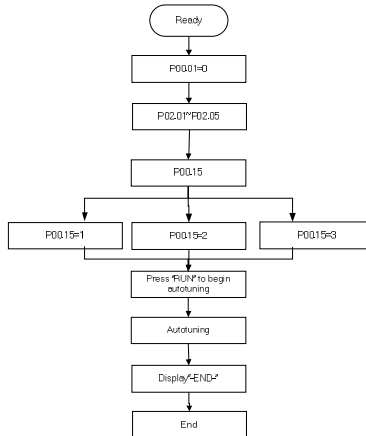 Ready
P00.01=0
P02.01~P02.05
P00.15
P00.15=1
P00.15=2
P00.15=3
Press "RUN" to begin
autotuning
Autotuning
Display"-END-"
End